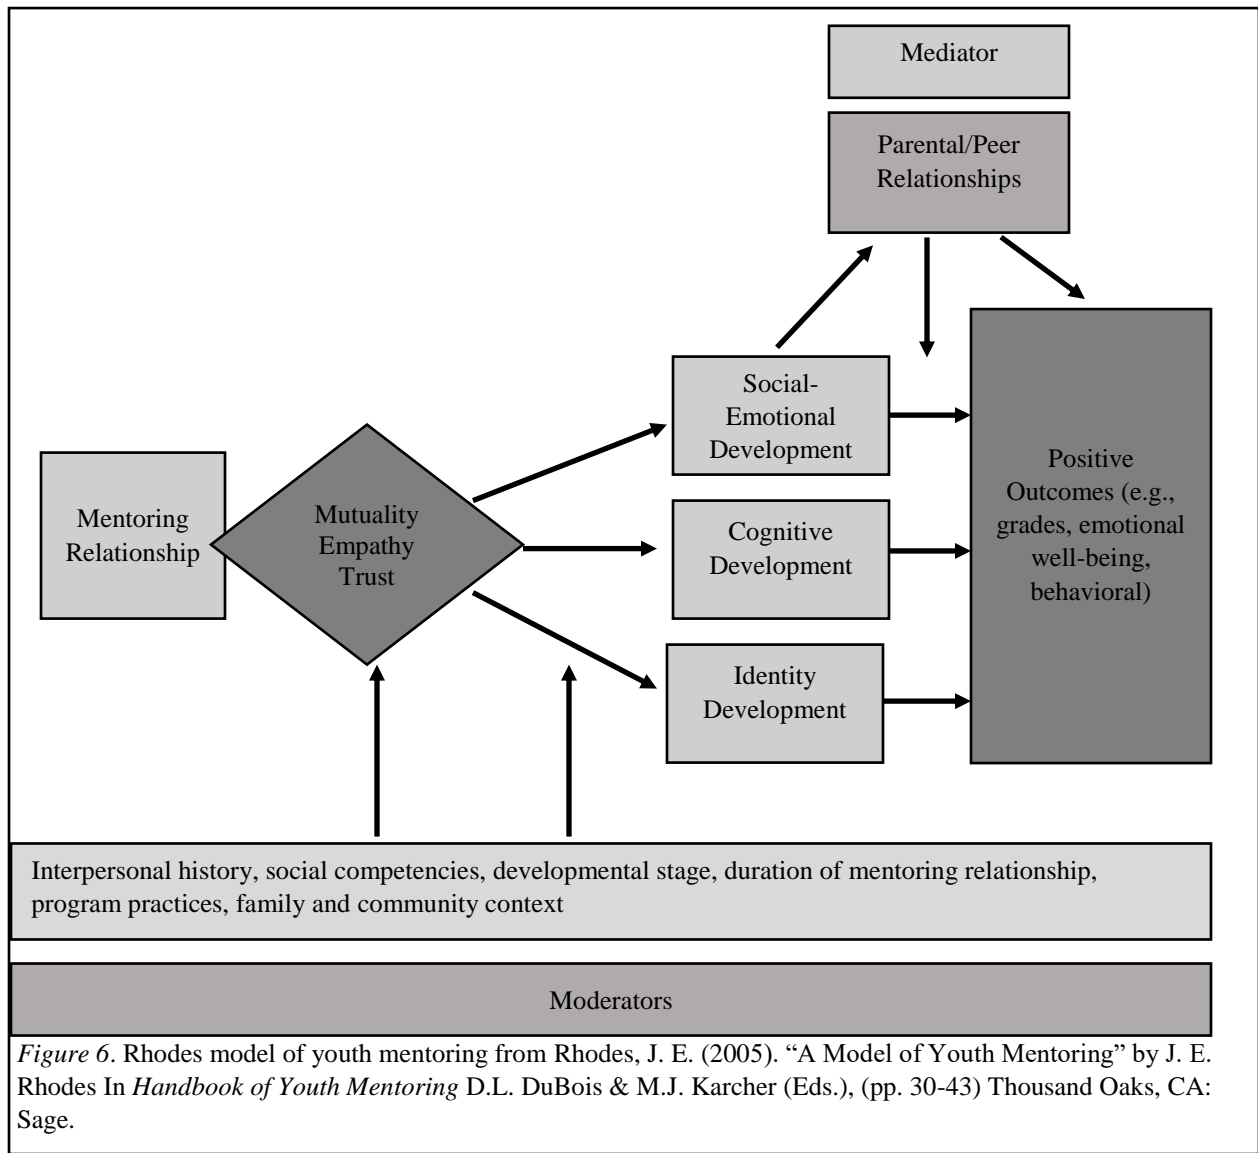 Mediator
Parental/Peer
Relationships
Social-
Emotional
Development
Mentoring
Relationship
Mutuality
Empathy
Trust
Cognitive
Development
Identity
Development
Positive
Outcomes (e.g.,
grades, emotional
well-being,
behavioral)
Interpersonal history, social competencies, developmental stage, duration of mentoring relationship,
program practices, family and community context
Moderators
Figure 6. Rhodes model of youth mentoring from Rhodes, J. E. (2005). “A Model of Youth Mentoring” by J. E.
Rhodes In Handbook of Youth Mentoring D.L. DuBois & M.J. Karcher (Eds.), (pp. 30-43) Thousand Oaks, CA:
Sage.